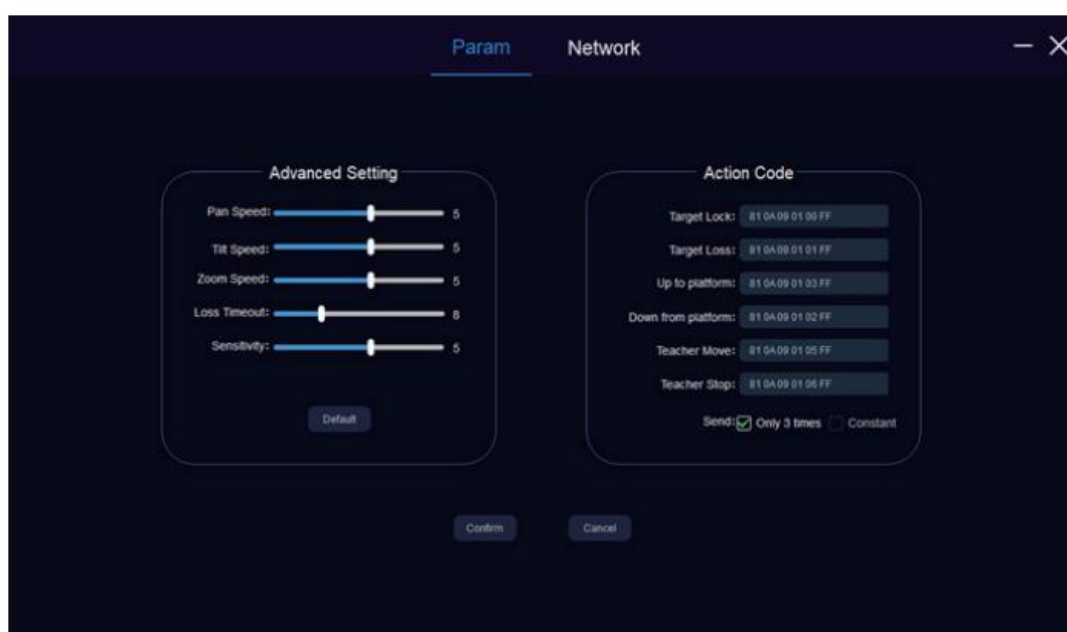 Param Network
Advanced Setting
Pan Speed: 5
Tilt Speed: 5
Zoom Speed: 5
Loss Timeout: 8
Sensitivity: 5
Default
Action Code
Target Lock: 81 0A 09 01 00 FF
Target Loss: 81 0A 09 01 01 FF
Up to platform: 81 0A 09 01 03 FF
Down from platform: 81 0A 09 01 02 FF
Teacher Move: 81 0A 09 01 05 FF
Teacher Stop: 81 0A 09 01 06 FF
Send: Only 3 times Constant
Confirm Cancel